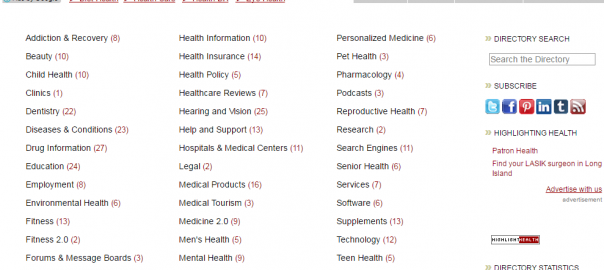 Addiction & Recovery (8)
Beauty (10)
Child Health (10)
Clinics (1)
Dentistry (22)
Diseases & Conditions (23)
Drug Information (27)
Education (24)
Employment (8)
Environmental Health (6)
Fitness (13)
Fitness 2.0 (2)
Forums & Message Boards (3)
Health Information (10)
Health Insurance (14)
Health Policy (5)
Healthcare Reviews (7)
Hearing and Vision (25)
Help and Support (13)
Hospitals & Medical Centers (11)
Legal (2)
Medical Products (16)
Medical Tourism (3)
Medicine 2.0 (9)
Men's Health (5)
Mental Health (9)
Personalized Medicine (6)
Pet Health (3)
Pharmacology (4)
Podcasts (3)
Reproductive Health (7)
Research (2)
Search Engines (11)
Senior Health (6)
Services (7)
Software (6)
Supplements (13)
Technology (12)
Teen Health (6)
» DIRECTORY SEARCH
Search the Directory
» SUBSCRIBE
» HIGHLIGHTING HEALTH
Patron Health
Find your LASIK surgeon in Long
Island
Advertise with us
advertisement
HIGHLIGHTHEALTH
» DIRECTORY STATISTICS